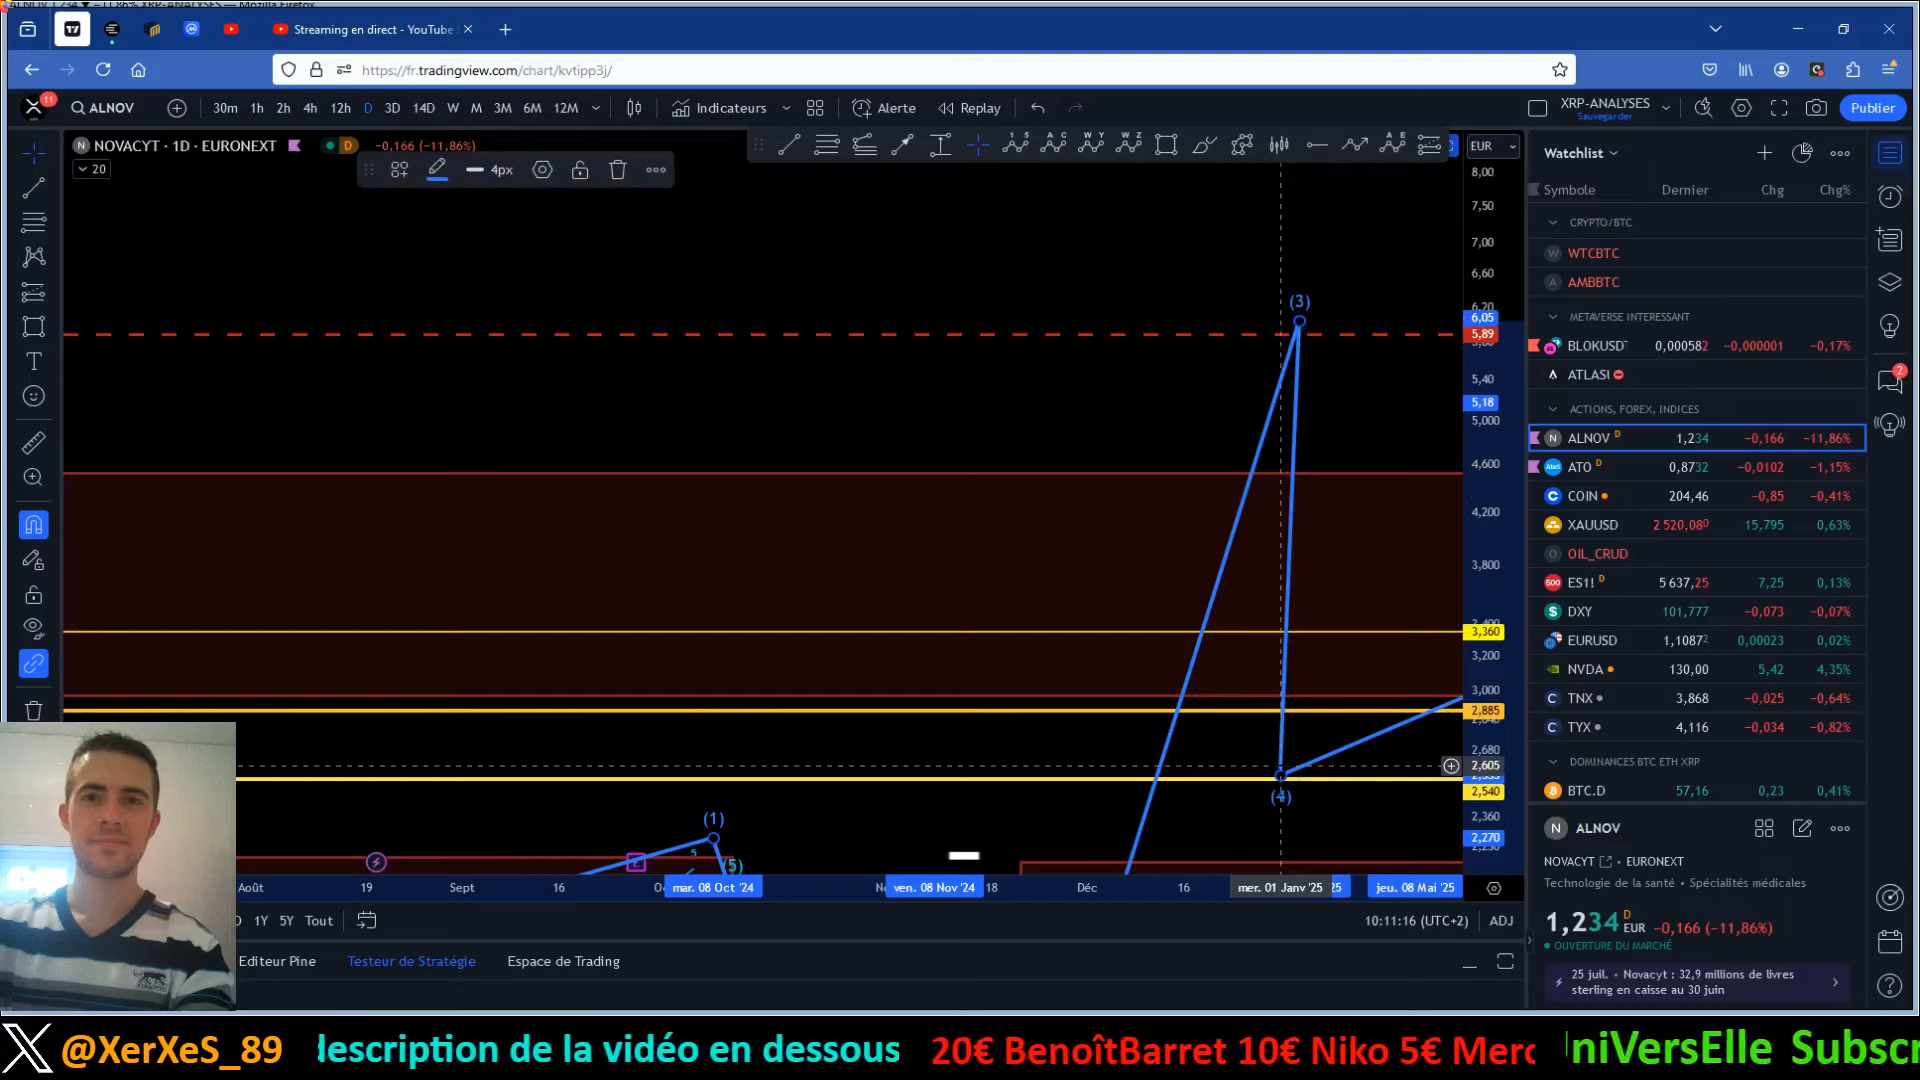 Streaming en direct - YouTube
https://fr.tradingview.com/chart/kvtipp3j/
11
ALNOV
30m 1h 2h 4h 12h D 3D 14D W M 3M 6M 12M
Indicateurs
Alerte
Replay
XRP-ANALYSES
Sauvegarder
Publier
NOVACYT · 1D · EURONEXT
D
-0,166 (-11,86%)
20
4px
EUR
8,00
7,50
7,00
6,60
6,20
6,05
5,89
5,40
5,18
5,000
4,600
4,200
3,800
3,360
3,200
3,000
2,885
2,680
2,605
2,540
2,360
2,270
(3)
(4)
(1)
5
(5)
E
Août 19 Sept 16 mar. 08 Oct '24 ven. 08 Nov '24 18 Déc 16 mer. 01 Janv '25 jeu. 08 Mai '25
1Y 5Y Tout
10:11:16 (UTC+2) ADJ
Editeur Pine Testeur de Stratégie Espace de Trading
Watchlist
Symbole Dernier Chg Chg%
CRYPTO/BTC
W WTCBTC
A AMBBTC
METAVERSE INTERESSANT
BLOKUSDT 0,000582 -0,000001 -0,17%
ATLASU
ACTIONS, FOREX, INDICES
N ALNOV D 1,234 -0,166 -11,86%
ATO D 0,8732 -0,0102 -1,15%
COIN 204,46 -0,85 -0,41%
XAUUSD 2 520,080 15,795 0,63%
O OIL_CRUD
500 ES1! D 5 637,25 7,25 0,13%
DXY 101,777 -0,073 -0,07%
EURUSD 1,10872 0,00023 0,02%
NVDA 130,00 5,42 4,35%
C TNX 3,868 -0,025 -0,64%
C TYX 4,116 -0,034 -0,82%
DOMINANCES BTC ETH XRP
BTC.D 57,16 0,23 0,41%
2
N ALNOV
NOVACYT • EURONEXT
Technologie de la santé • Spécialités médicales
1,234 D EUR -0,166 (-11,86%)
OUVERTURE DU MARCHÉ
25 juil. • Novacyt : 32,9 millions de livres
sterling en caisse au 30 juin
@XerXeS_89 description de la vidéo en dessous 20€ BenoîtBarret 10€ Niko 5€ Merc niVersElle Subscr